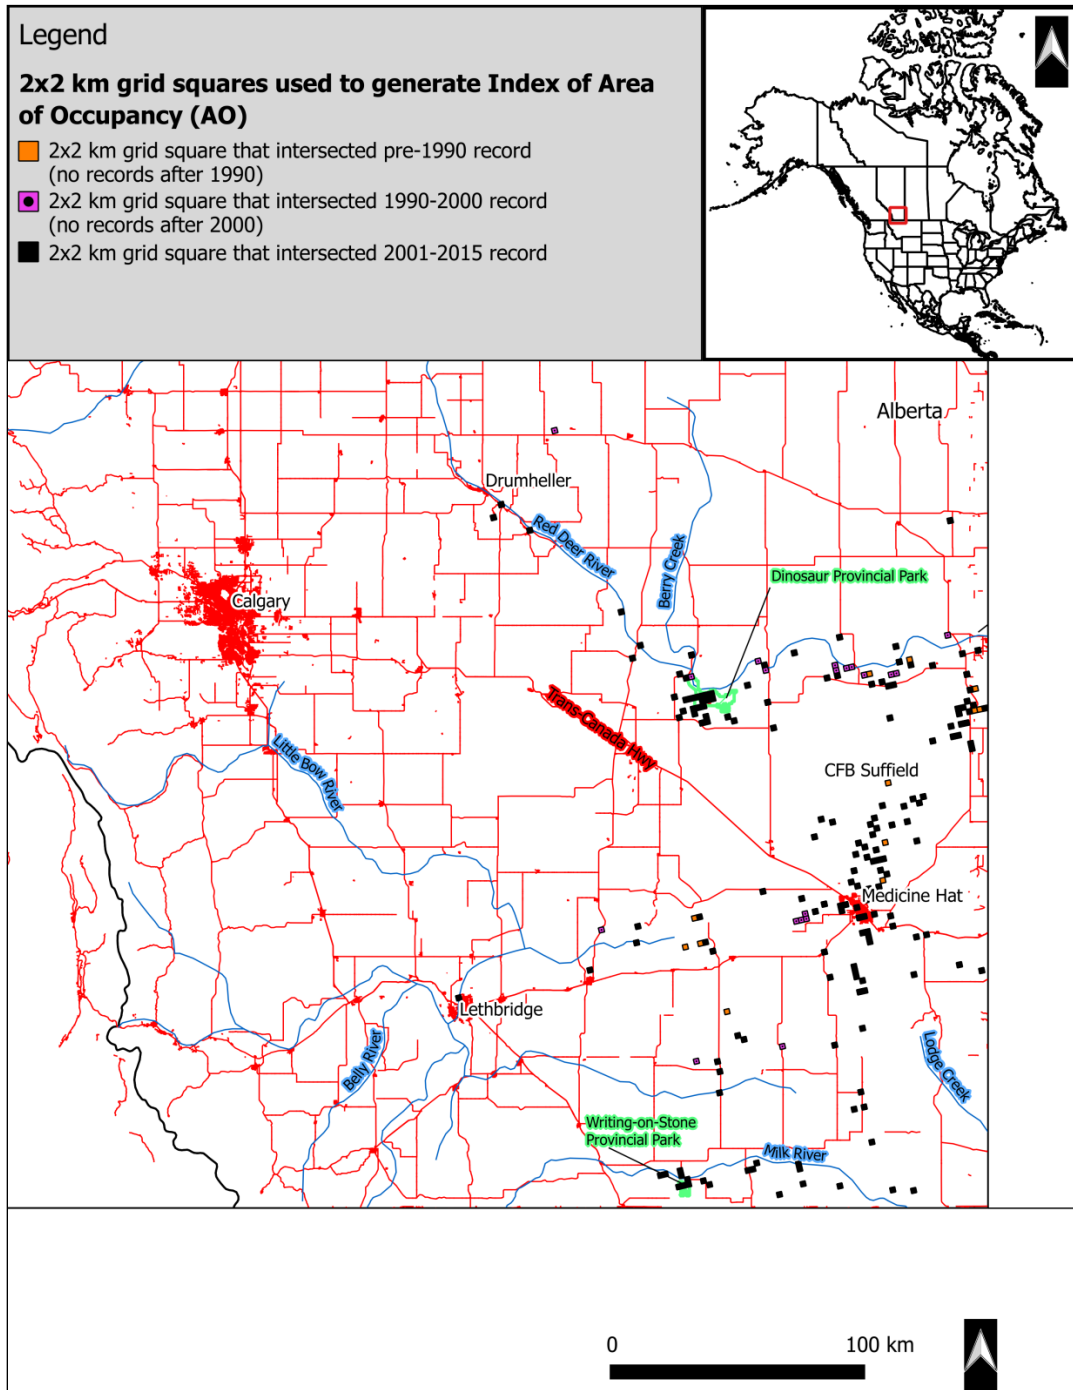 Legend
2x2 km grid squares used to generate Index of Area
of Occupancy (AO)
2x2 km grid square that intersected pre-1990 record
(no records after 1990)
2x2 km grid square that intersected 1990-2000 record
(no records after 2000)
2x2 km grid square that intersected 2001-2015 record
Alberta
Drumheller
Red Deer River
Berry Creek
Dinosaur Provincial Park
Calgary
Trans-Canada Hwy
Little Bow River
CFB Suffield
Medicine Hat
Lethbridge
Belly River
Lodge Creek
Writing-on-Stone
Provincial Park
Milk River
0 100 km